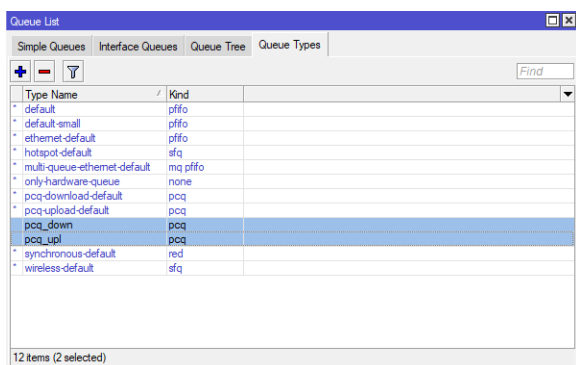 Queue List
Simple Queues Interface Queues Queue Tree Queue Types
Find
Type Name / Kind
* default pfifo
* default-small pfifo
* ethernet-default pfifo
* hotspot-default sfq
* multi-queue-ethernet-default mq pfifo
* only-hardware-queue none
* pcq-download-default pcq
* pcq-upload-default pcq
pcq_down pcq
pcq_upl pcq
* synchronous-default red
* wireless-default sfq
12 items (2 selected)